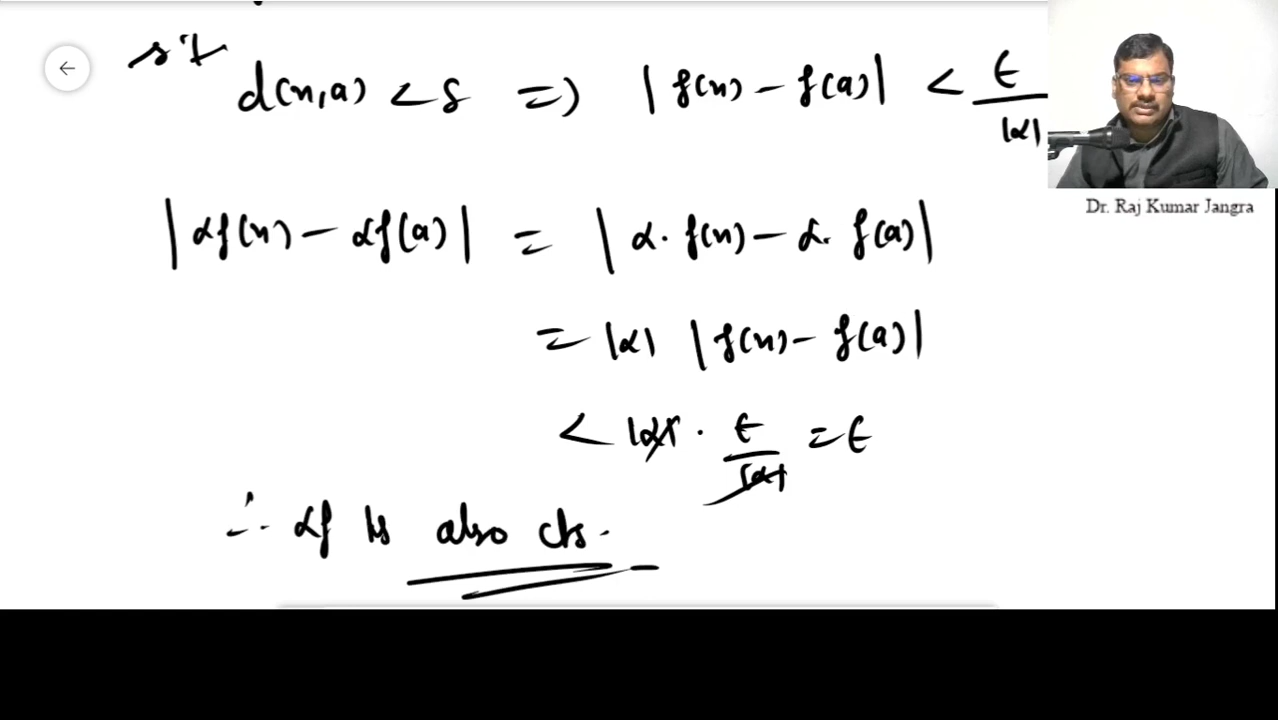 s.t
d(x,a) < δ ⇒ |f(x) - f(a)| < ε/|α|
Dr. Raj Kumar Jangra
|αf(x) - αf(a)| = |α. f(x) - α. f(a)|
= |α| |f(x) - f(a)|
< |α| . ε/|α| = ε
∴ αf is also cts.